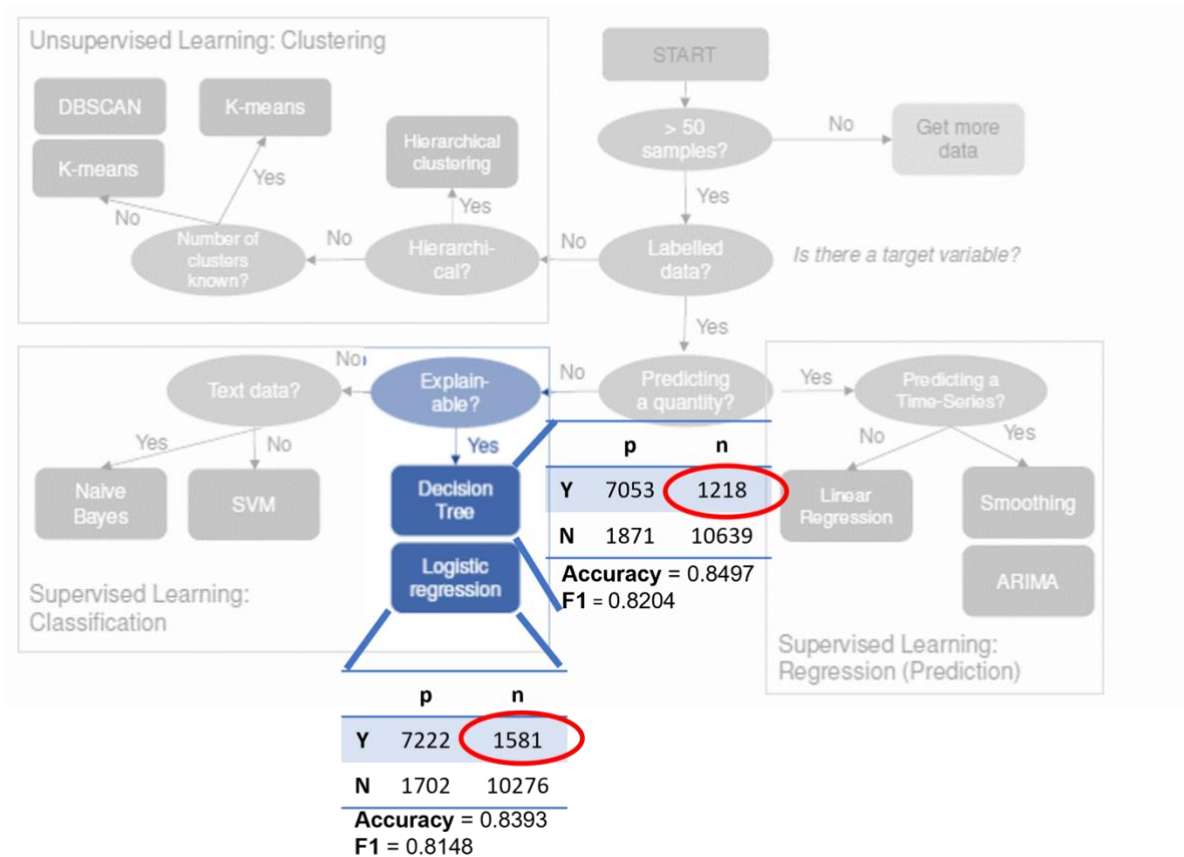 Unsupervised Learning: Clustering
DBSCAN
K-means
K-means
Hierarchical
clustering
Yes
No
Yes
Number of
clusters
known?
No
Hierarchi-
cal?
No
START
> 50
samples?
No
Get more
data
Yes
Labelled
data?
Is there a target variable?
Yes
Predicting
a quantity?
No
Explain-
able?
No
Text data?
Yes
No
Naive
Bayes
SVM
Supervised Learning:
Classification
Yes
Decision
Tree
Logistic
regression
p n
Y 7053 1218
N 1871 10639
Accuracy = 0.8497
F1 = 0.8204
Yes
Predicting a
Time-Series?
No
Yes
Linear
Regression
Smoothing
ARIMA
Supervised Learning:
Regression (Prediction)
p n
Y 7222 1581
N 1702 10276
Accuracy = 0.8393
F1 = 0.8148